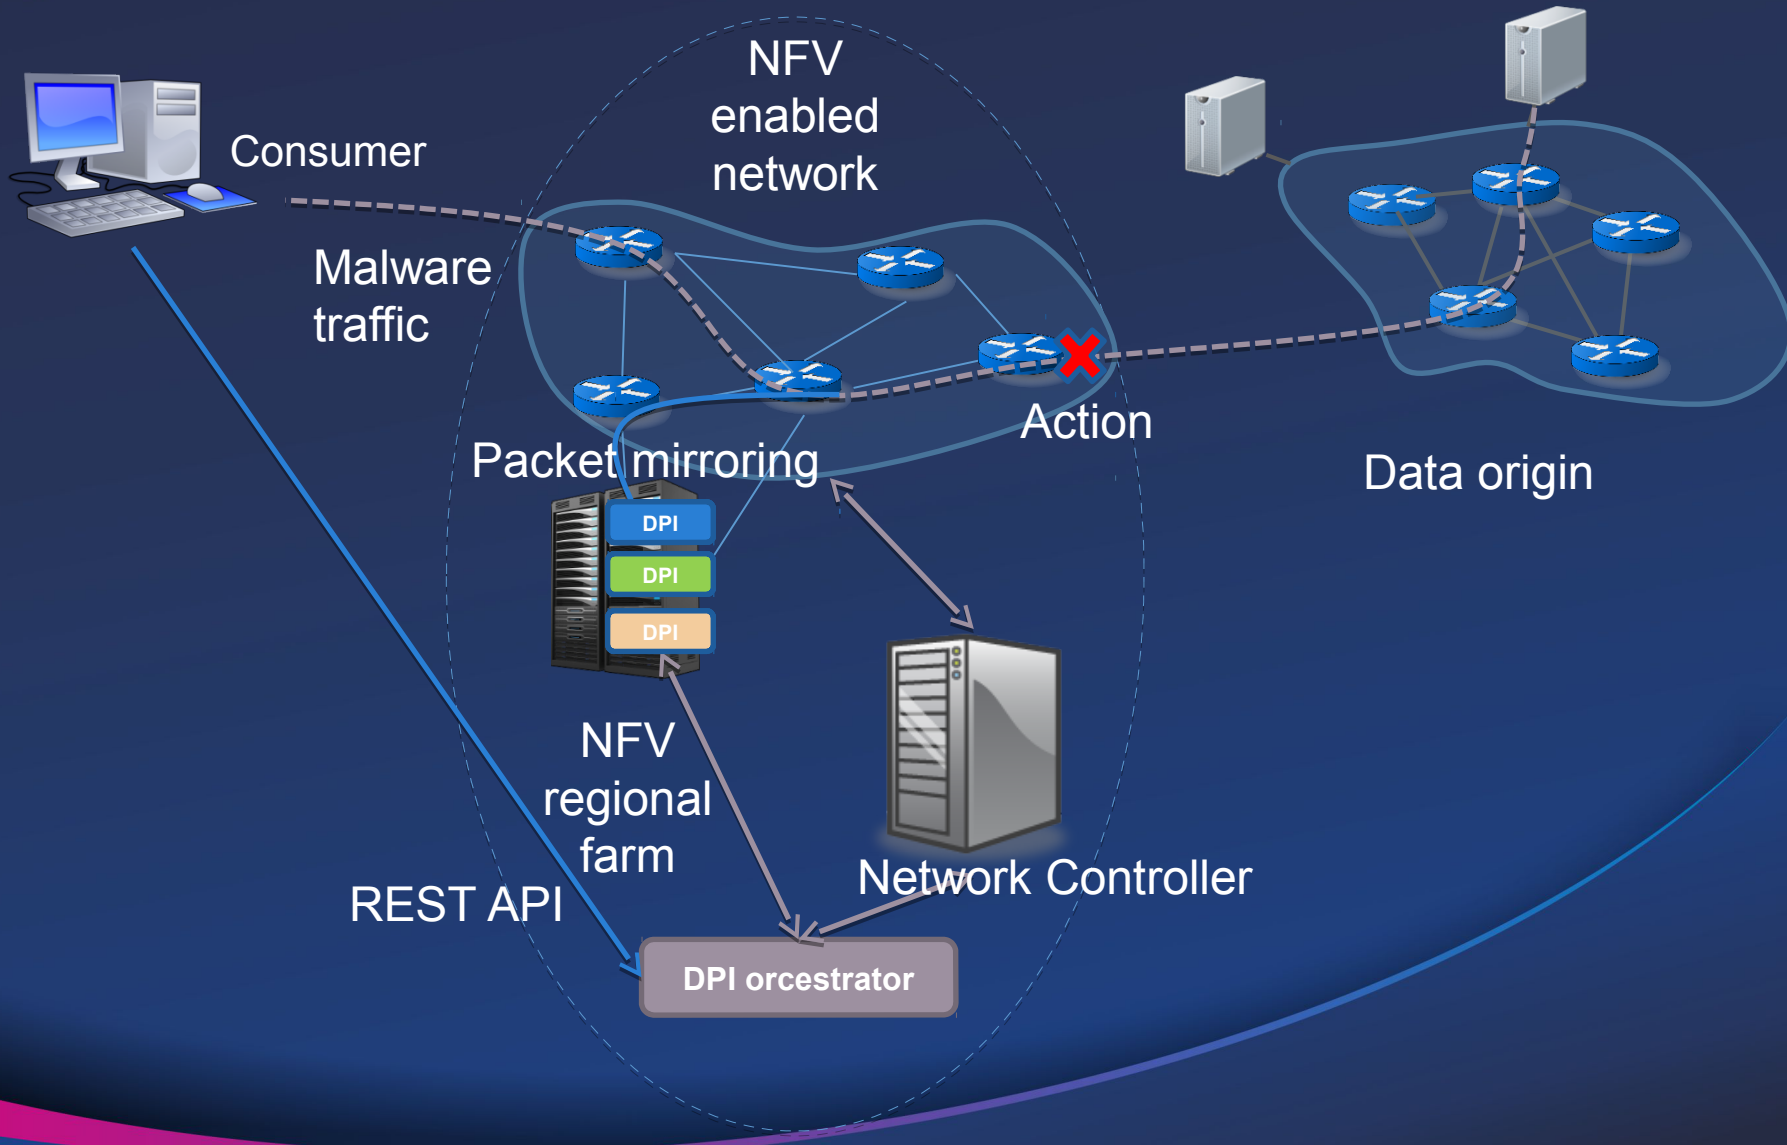 NFV
enabled
network
Consumer
Malware
traffic
Action
Packet mirroring
Data origin
DPI
DPI
DPI
NFV
regional
farm
Network Controller
REST API
DPI orcestrator